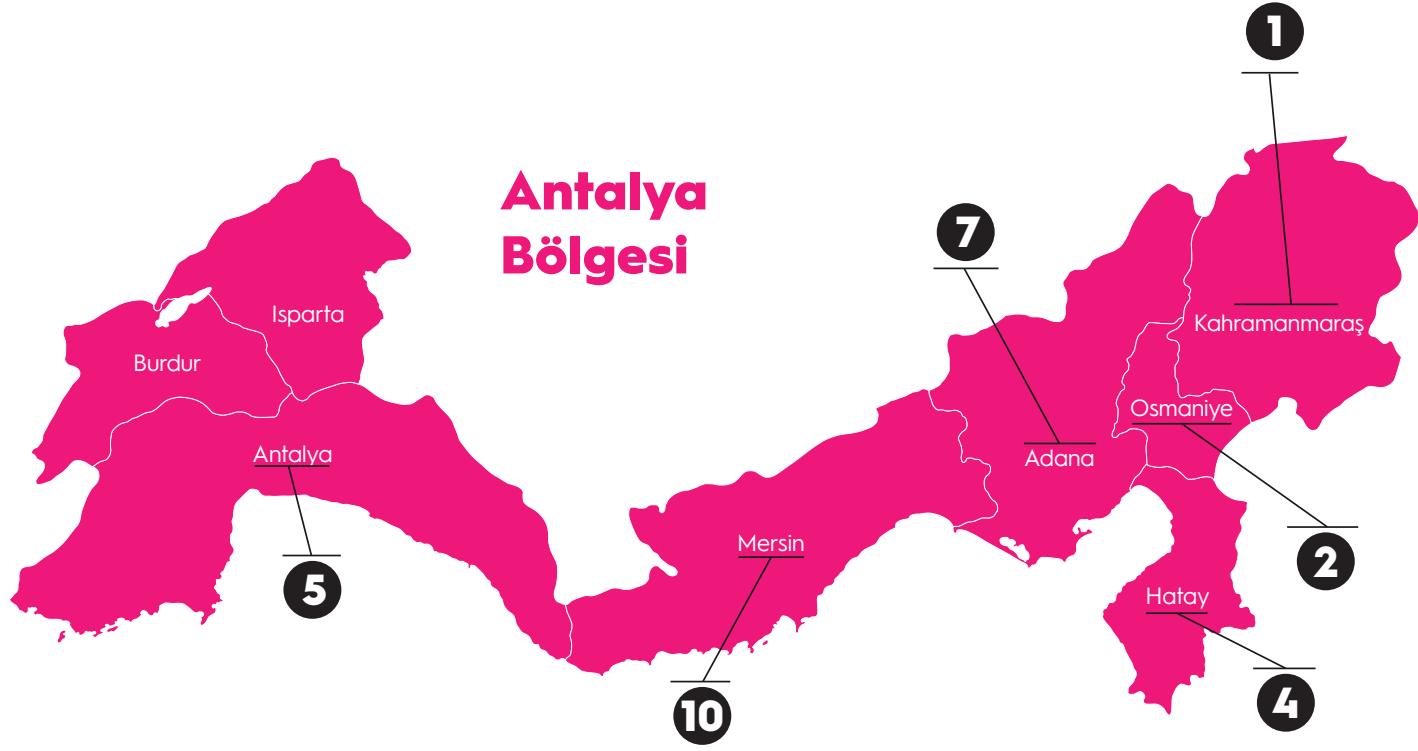 1
Antalya
Bölgesi
7
Isparta
Kahramanmaraş
Burdur
Osmaniye
Antalya
Adana
Mersin
2
5
Hatay
4
10